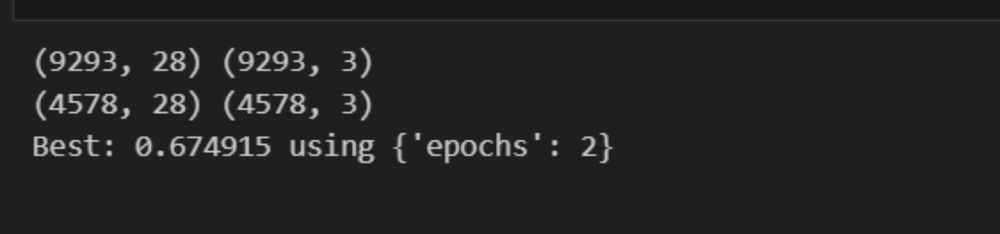 (9293, 28) (9293, 3)
(4578, 28) (4578, 3)
Best: 0.674915 using {'epochs': 2}